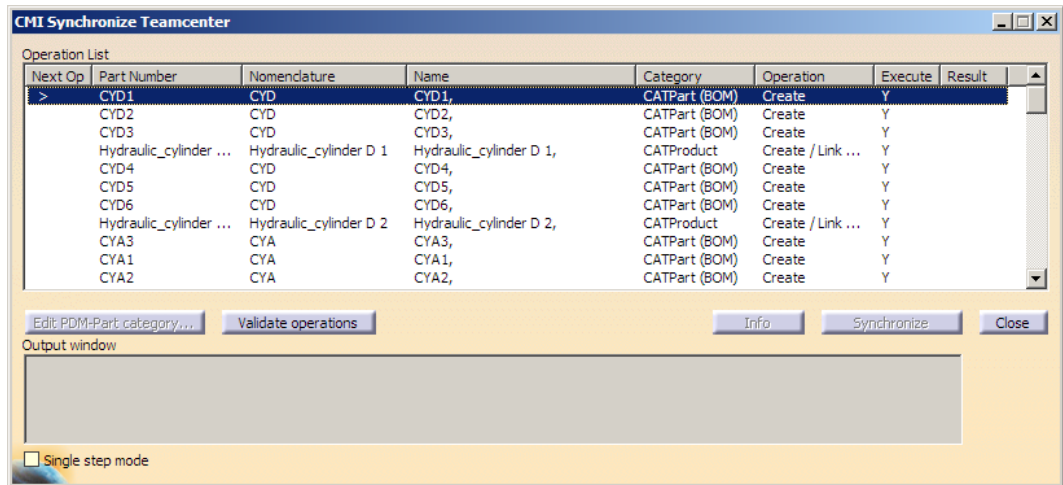 CMI Synchronize Teamcenter
Operation List
Next Op Part Number Nomenclature Name Category Operation Execute Result
> CYD1 CYD CYD1, CATPart (BOM) Create Y
CYD2 CYD CYD2, CATPart (BOM) Create Y
CYD3 CYD CYD3, CATPart (BOM) Create Y
Hydraulic_cylinder ... Hydraulic_cylinder D 1 Hydraulic_cylinder D 1, CATProduct Create / Link ... Y
CYD4 CYD CYD4, CATPart (BOM) Create Y
CYD5 CYD CYD5, CATPart (BOM) Create Y
CYD6 CYD CYD6, CATPart (BOM) Create Y
Hydraulic_cylinder ... Hydraulic_cylinder D 2 Hydraulic_cylinder D 2, CATProduct Create / Link ... Y
CYA3 CYA CYA3, CATPart (BOM) Create Y
CYA1 CYA CYA1, CATPart (BOM) Create Y
CYA2 CYA CYA2, CATPart (BOM) Create Y
Edit PDM-Part category... Validate operations Info Synchronize Close
Output window
Single step mode